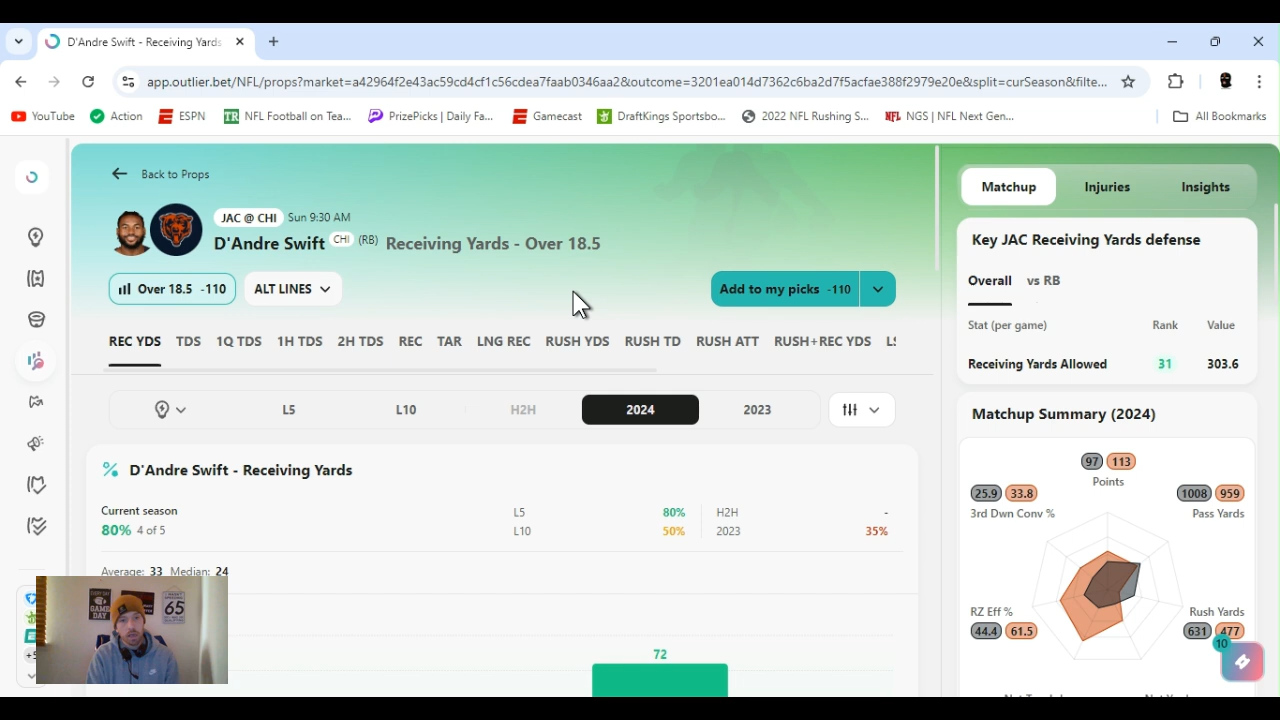 D'Andre Swift - Receiving Yards
app.outlier.bet/NFL/props?market=a42964f2e43ac59cd4cf1c56cdea7faab0346aa2&outcome=3201ea014d7362c6ba2d7f5acfae388f2979e20e&split=curSeason&filte...
YouTube Action ESPN NFL Football on Tea... PrizePicks | Daily Fa... Gamecast DraftKings Sportsbo... 2022 NFL Rushing S... NGS | NFL Next Gen... All Bookmarks
Back to Props
JAC @ CHI Sun 9:30 AM
D'Andre Swift CHI (RB) Receiving Yards - Over 18.5
Over 18.5 -110 ALT LINES Add to my picks -110
REC YDS TDS 1Q TDS 1H TDS 2H TDS REC TAR LNG REC RUSH YDS RUSH TD RUSH ATT RUSH+REC YDS
L5 L10 H2H 2024 2023
D'Andre Swift - Receiving Yards
Current season L5 80% H2H -
80% 4 of 5 L10 50% 2023 35%
Average: 33 Median: 24
72
GAME DAY
65
Matchup Injuries Insights
Key JAC Receiving Yards defense
Overall vs RB
Stat (per game) Rank Value
Receiving Yards Allowed 31 303.6
Matchup Summary (2024)
97 113
Points
25.9 33.8 1008 959
3rd Dwn Conv % Pass Yards
RZ Eff % Rush Yards
44.4 61.5 631 477
10